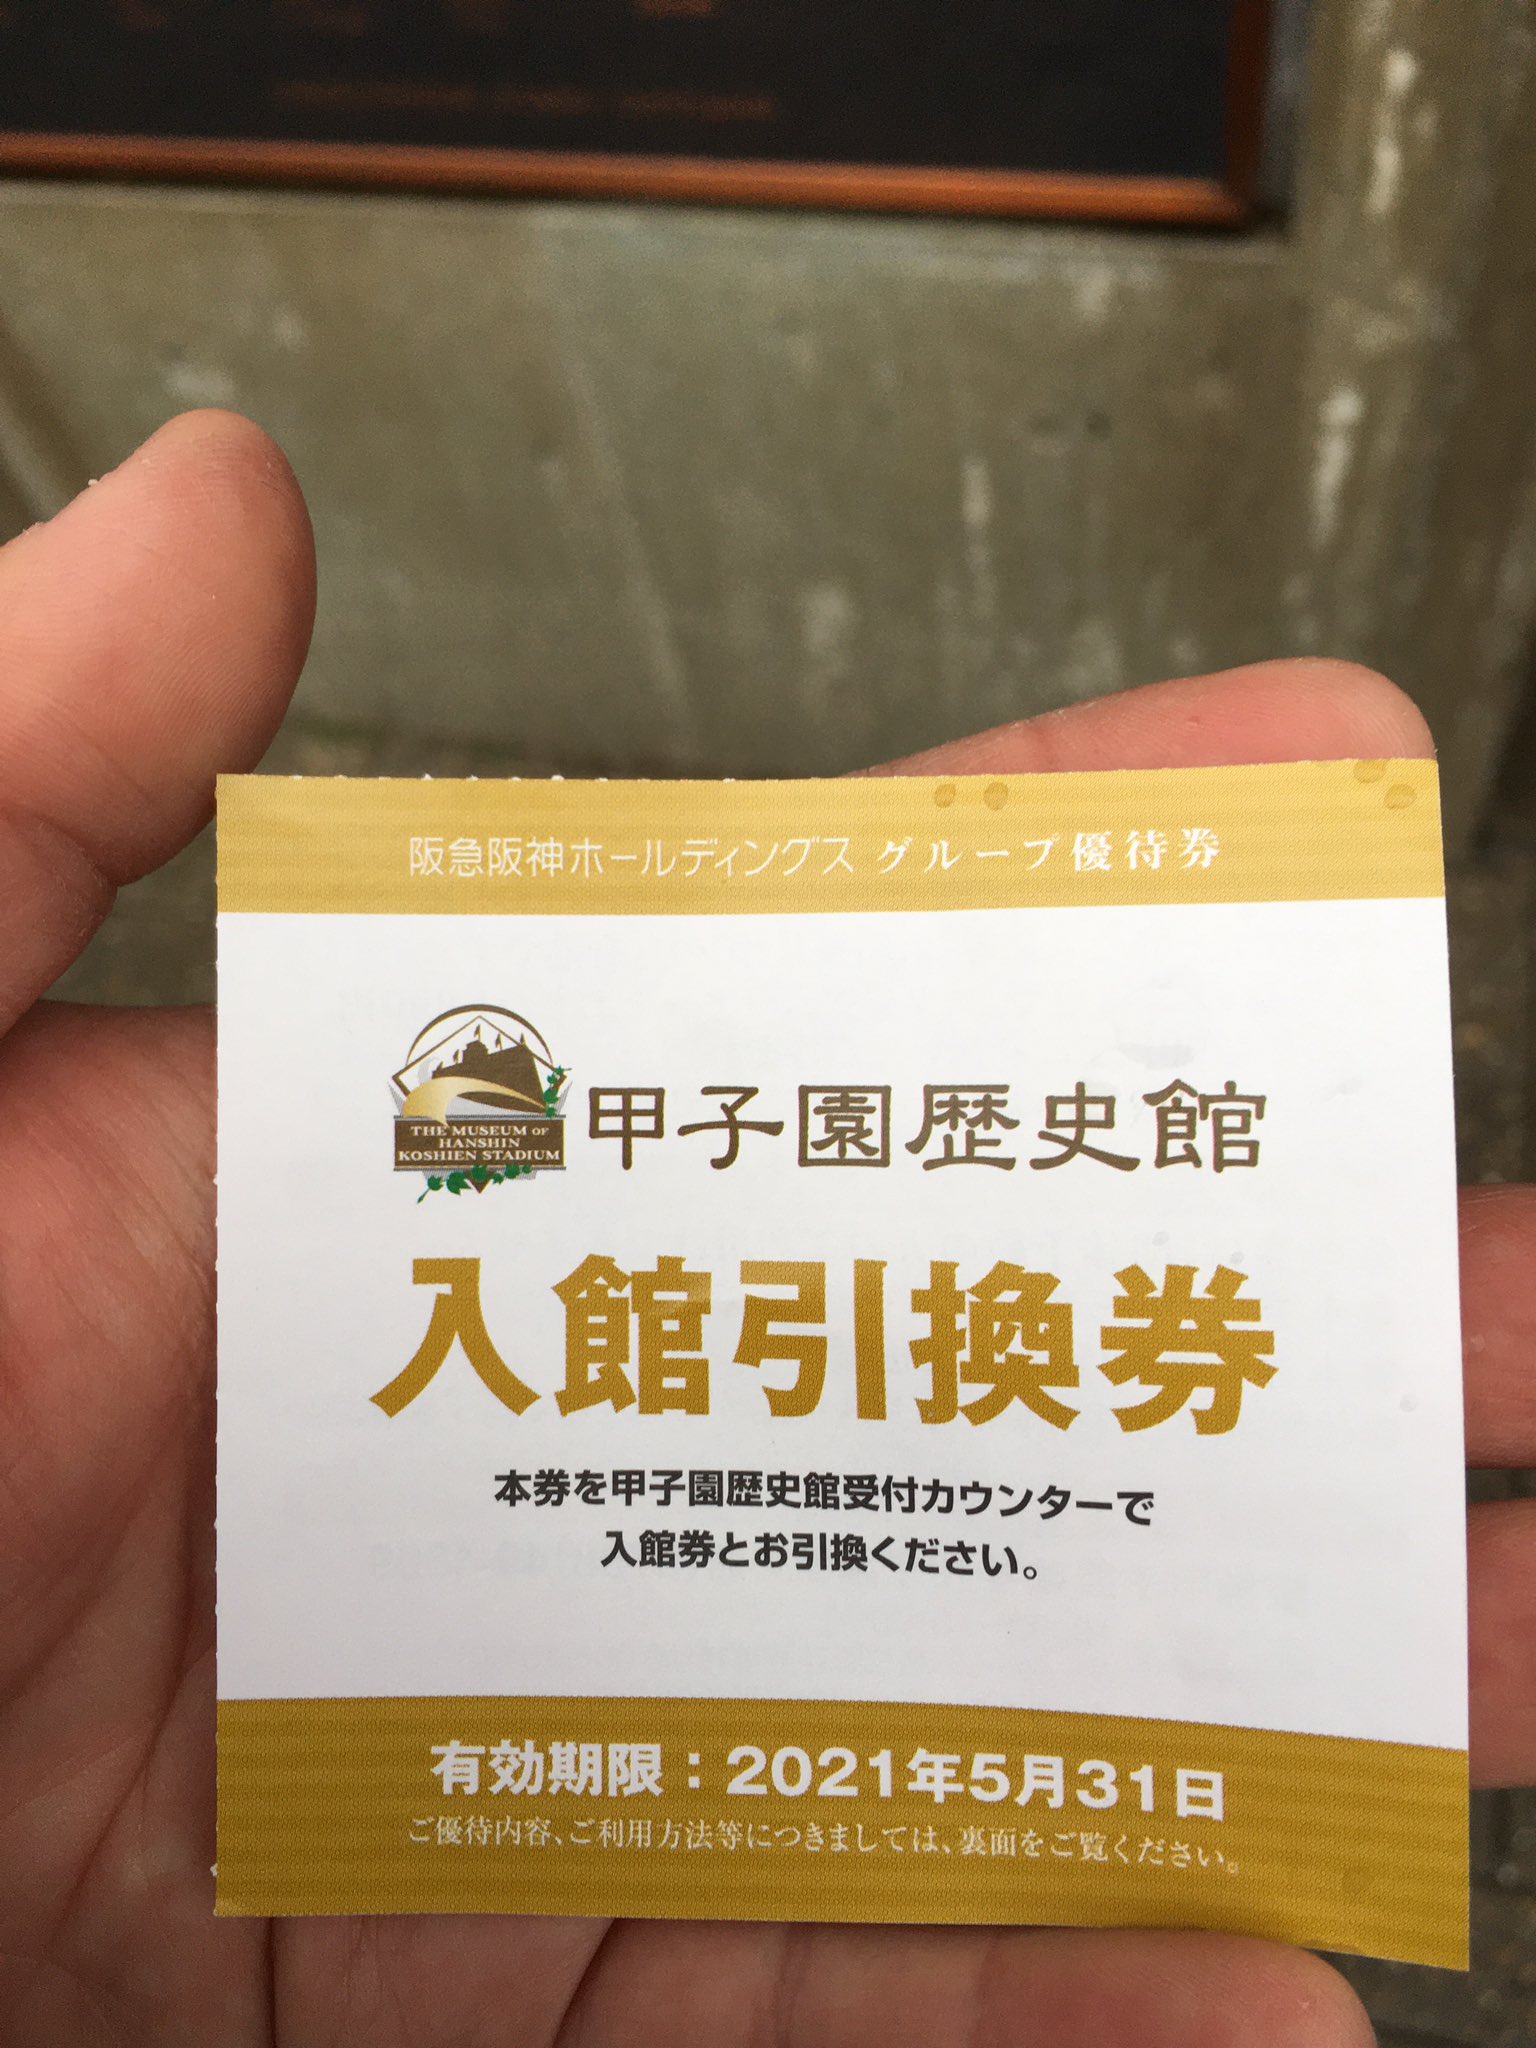 阪急阪神ホールディングス グループ優待券
THE MUSEUM OF
HANSHIN
KOSHIEN STADIUM
甲子園歴史館
入館引換券
本券を甲子園歴史館受付カウンターで
入館券とお引換ください。
有効期限：2021年5月31日
ご優待内容、ご利用方法等につきましては、裏面をご覧ください。